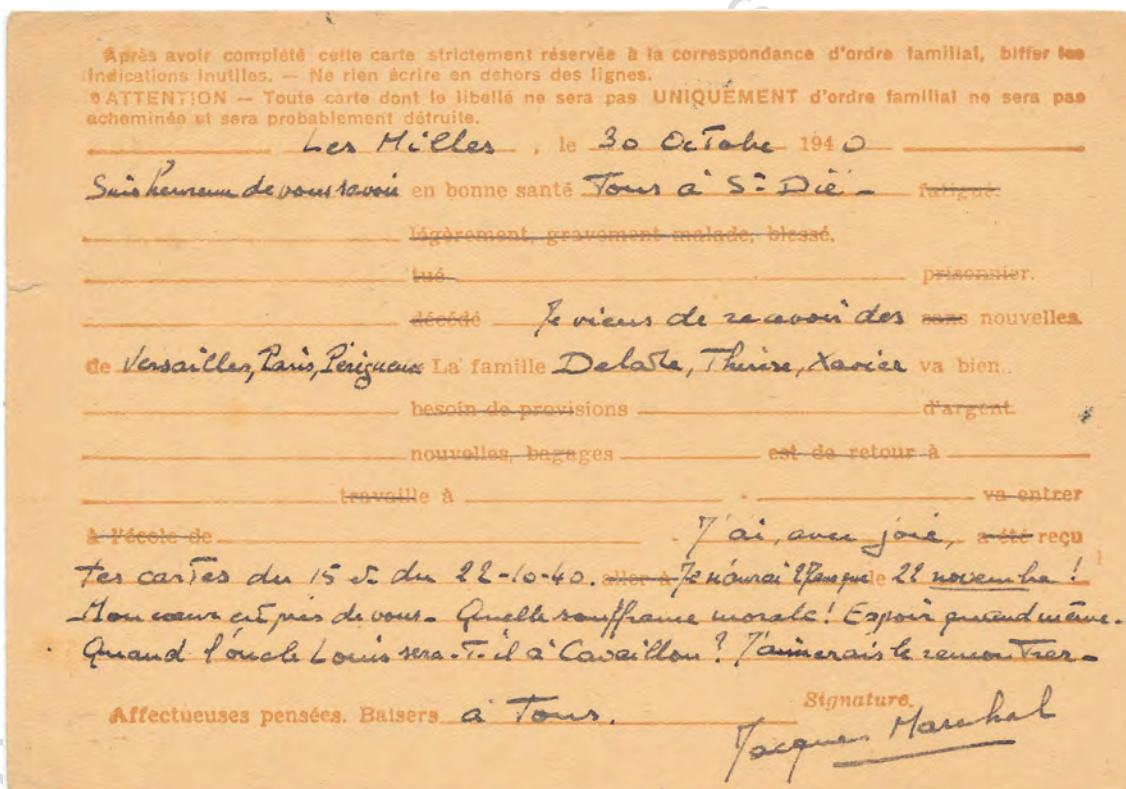 Après avoir complété cette carte strictement réservée à la correspondance d'ordre familial, biffer les
indications inutiles. — Ne rien écrire en dehors des lignes.
ATTENTION — Toute carte dont le libellé ne sera pas UNIQUEMENT d'ordre familial ne sera pas
acheminée et sera probablement détruite.
Les Milles, le 30 Octobre 1940
Suis heureux de vous savoir en bonne santé Tous à St Dié - fatigué.
légèrement, gravement malade, blessé.
tué prisonnier.
décédé Je viens de recevoir des sans nouvelles
de Versailles, Paris, Périgueux La famille Thérèse, Xavier va bien.
besoin de provisions d'argent
nouvelles, bagages est de retour à
travaille à va entrer
à l'école de J'ai, avec joie, a été reçu
tes cartes du 15 et du 22-10-40. aller à Je n'aurai que le 22 novembre !
Mon cœur est près de vous - Quelle souffrance morale ! Espoir quand même -
Quand l'oncle Louis sera-t-il à Cavaillon ? J'aimerais le rencontrer -
Affectueuses pensées. Baisers à Tous. Signature.
Jacques Marchal